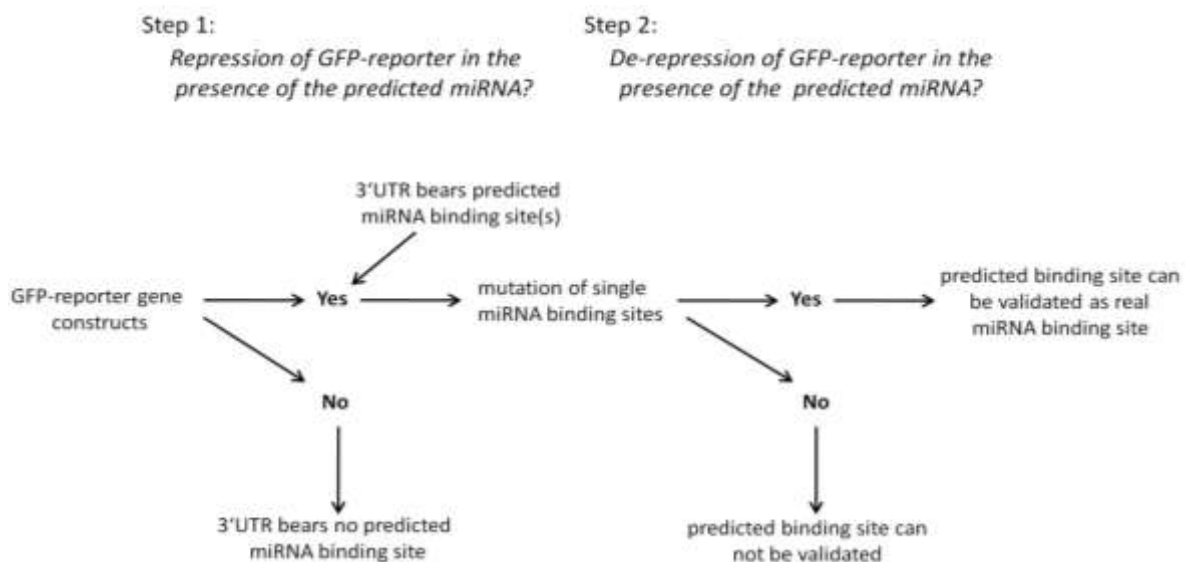 Step 1:
Repression of GFP-reporter in the
presence of the predicted miRNA?
Step 2:
De-repression of GFP-reporter in the
presence of the predicted miRNA?
3'UTR bears predicted
miRNA binding site(s)
GFP-reporter gene
constructs
Yes
mutation of single
miRNA binding sites
Yes
predicted binding site can
be validated as real
miRNA binding site
No
No
3'UTR bears no predicted
miRNA binding site
predicted binding site can
not be validated